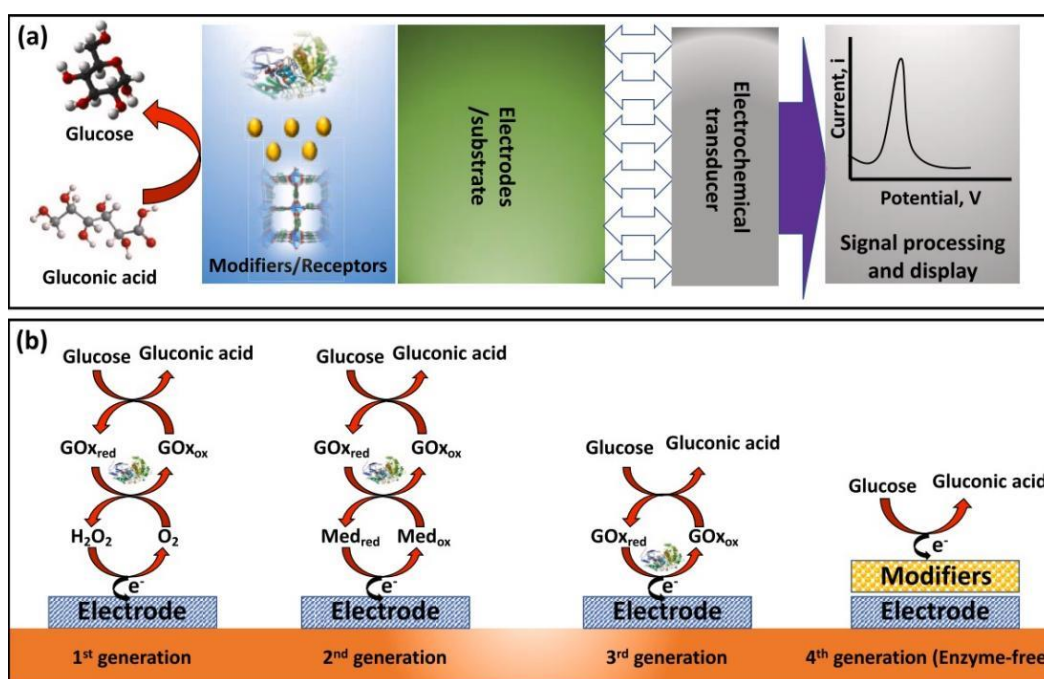 (a)
Glucose
Gluconic acid
Modifiers/Receptors
Electrodes
/substrate
Electrochemical
transducer
Current, i
Potential, V
Signal processing
and display
(b)
Glucose Gluconic acid
GOxred GOxox
H2O2 O2
e-
Electrode
1st generation
Glucose Gluconic acid
GOxred GOxox
Medred Medox
e-
Electrode
2nd generation
Glucose Gluconic acid
GOxred GOxox
e-
Electrode
3rd generation
Glucose Gluconic acid
e-
Modifiers
Electrode
4th generation (Enzyme-free